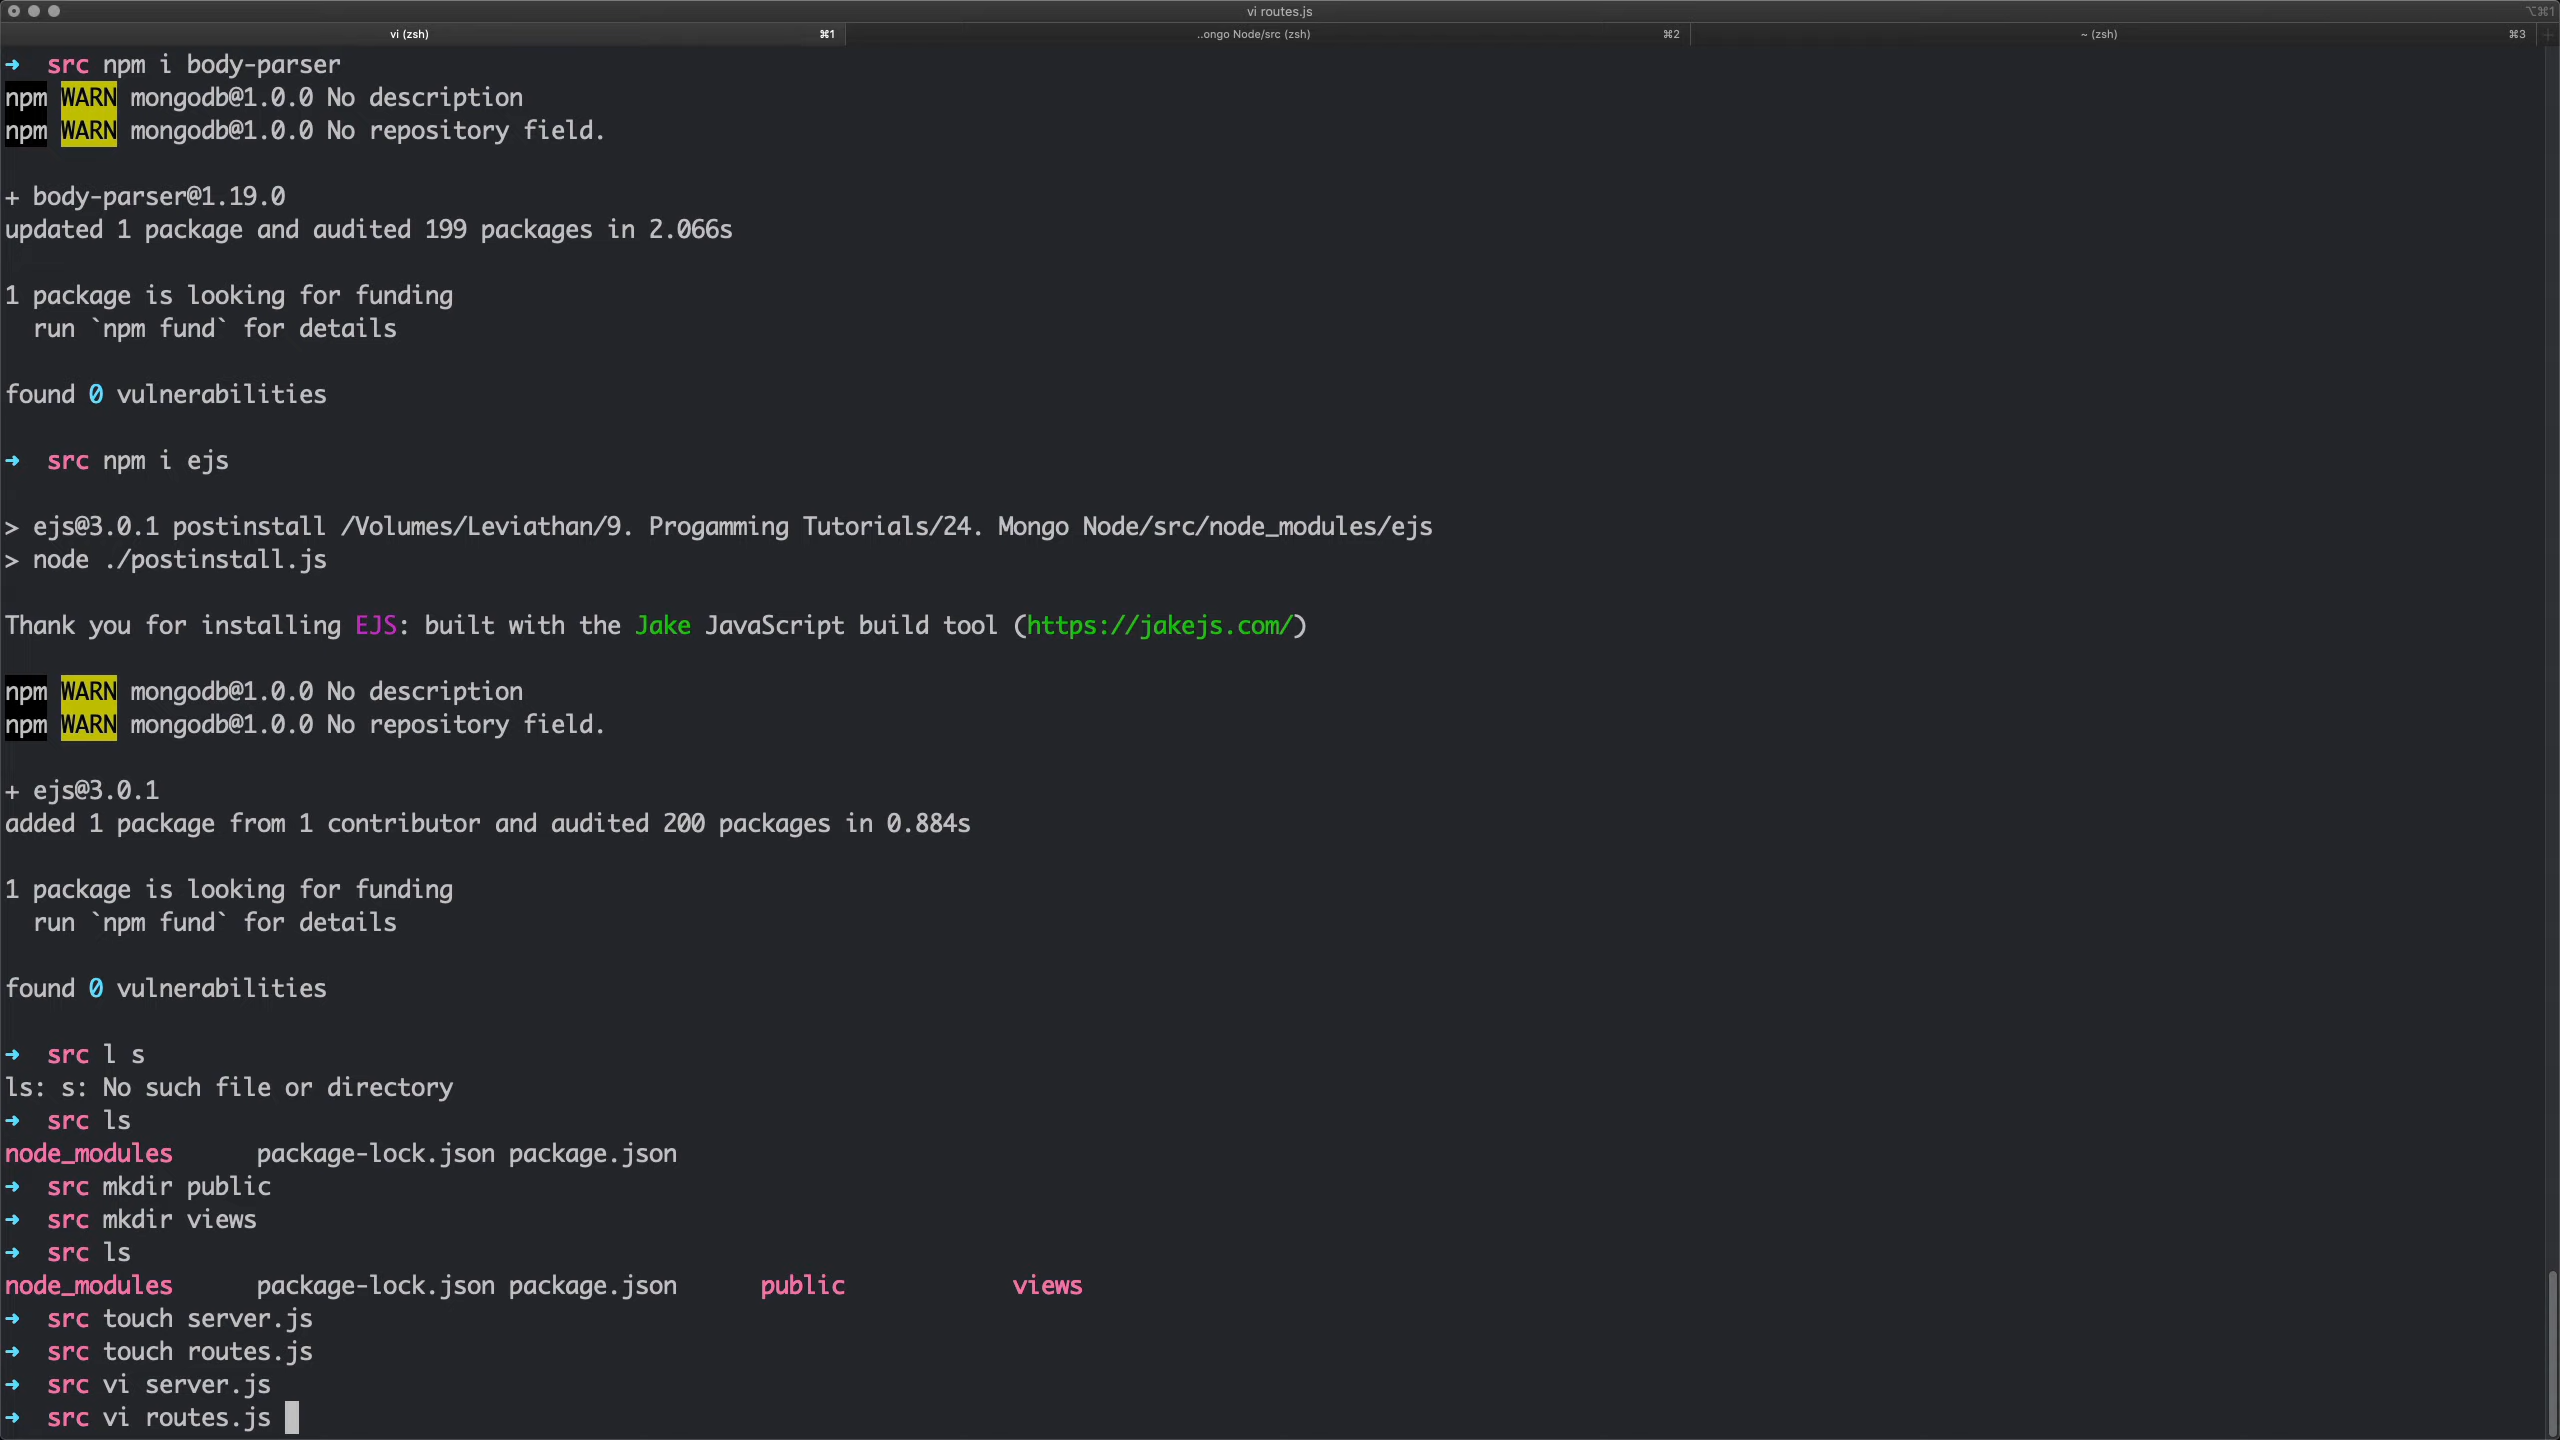 vi routes.js
⌥⌘1
vi (zsh) ⌘1 ..ongo Node/src (zsh) ⌘2 ~ (zsh) ⌘3
➜  src npm i body-parser
npm WARN mongodb@1.0.0 No description
npm WARN mongodb@1.0.0 No repository field.
+ body-parser@1.19.0
updated 1 package and audited 199 packages in 2.066s
1 package is looking for funding
  run `npm fund` for details
found 0 vulnerabilities
➜  src npm i ejs
> ejs@3.0.1 postinstall /Volumes/Leviathan/9. Progamming Tutorials/24. Mongo Node/src/node_modules/ejs
> node ./postinstall.js
Thank you for installing EJS: built with the Jake JavaScript build tool (https://jakejs.com/)
npm WARN mongodb@1.0.0 No description
npm WARN mongodb@1.0.0 No repository field.
+ ejs@3.0.1
added 1 package from 1 contributor and audited 200 packages in 0.884s
1 package is looking for funding
  run `npm fund` for details
found 0 vulnerabilities
➜  src l s
ls: s: No such file or directory
➜  src ls
node_modules      package-lock.json package.json
➜  src mkdir public
➜  src mkdir views
➜  src ls
node_modules      package-lock.json package.json      public            views
➜  src touch server.js
➜  src touch routes.js
➜  src vi server.js
➜  src vi routes.js